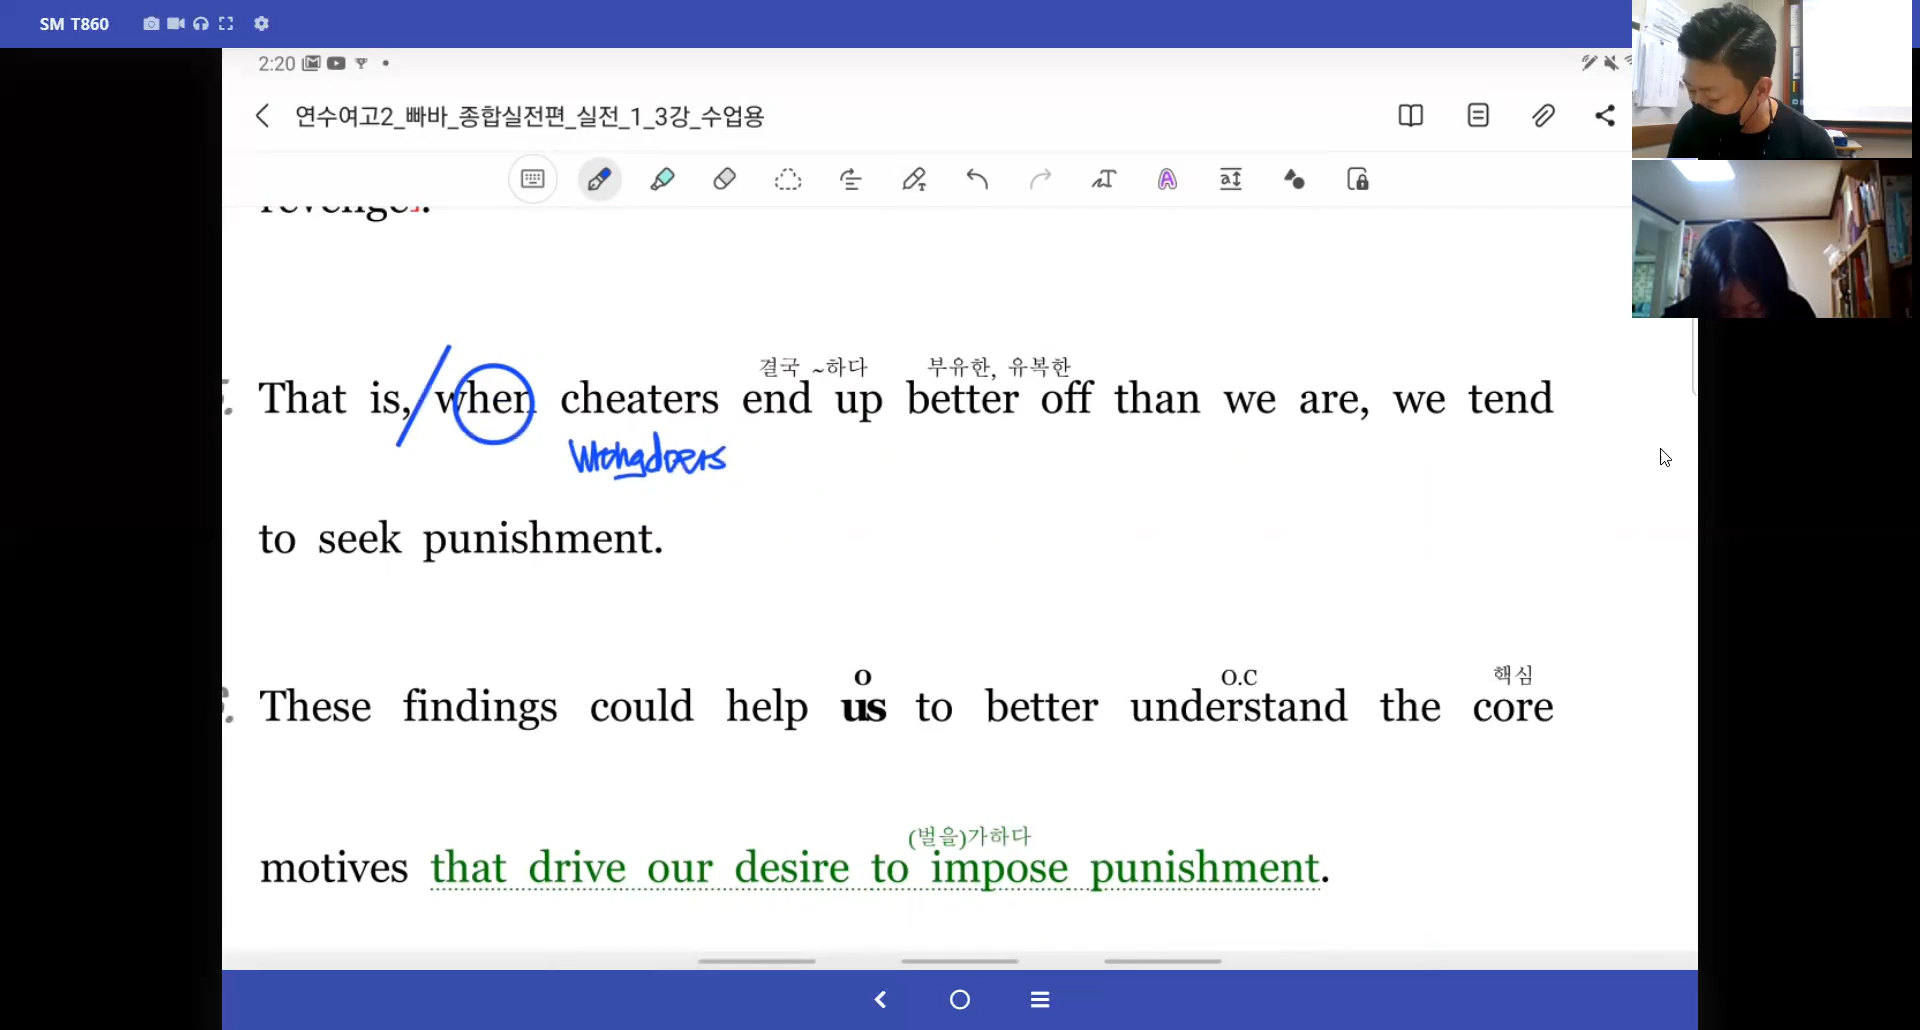 SM T860
2:20
연수여고2_빠바_종합실전편_실전_1_3강_수업용
revenge」.
결국 ~하다 부유한, 유복한
That is, when cheaters end up better off than we are, we tend
wrongdoers
to seek punishment.
O O.C 핵심
These findings could help us to better understand the core
(벌을)가하다
motives that drive our desire to impose punishment.